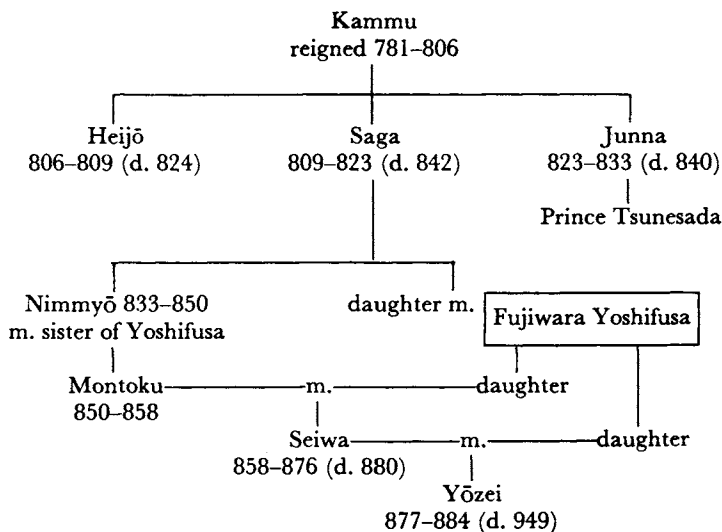 Kammu
reigned 781–806
Heijō
806–809 (d. 824)
Saga
809–823 (d. 842)
Junna
823–833 (d. 840)
Prince Tsunesada
Nimmyō 833–850
m. sister of Yoshifusa
daughter m.
Fujiwara Yoshifusa
Montoku
850–858
m.
daughter
Seiwa
858–876 (d. 880)
m.
daughter
Yōzei
877–884 (d. 949)